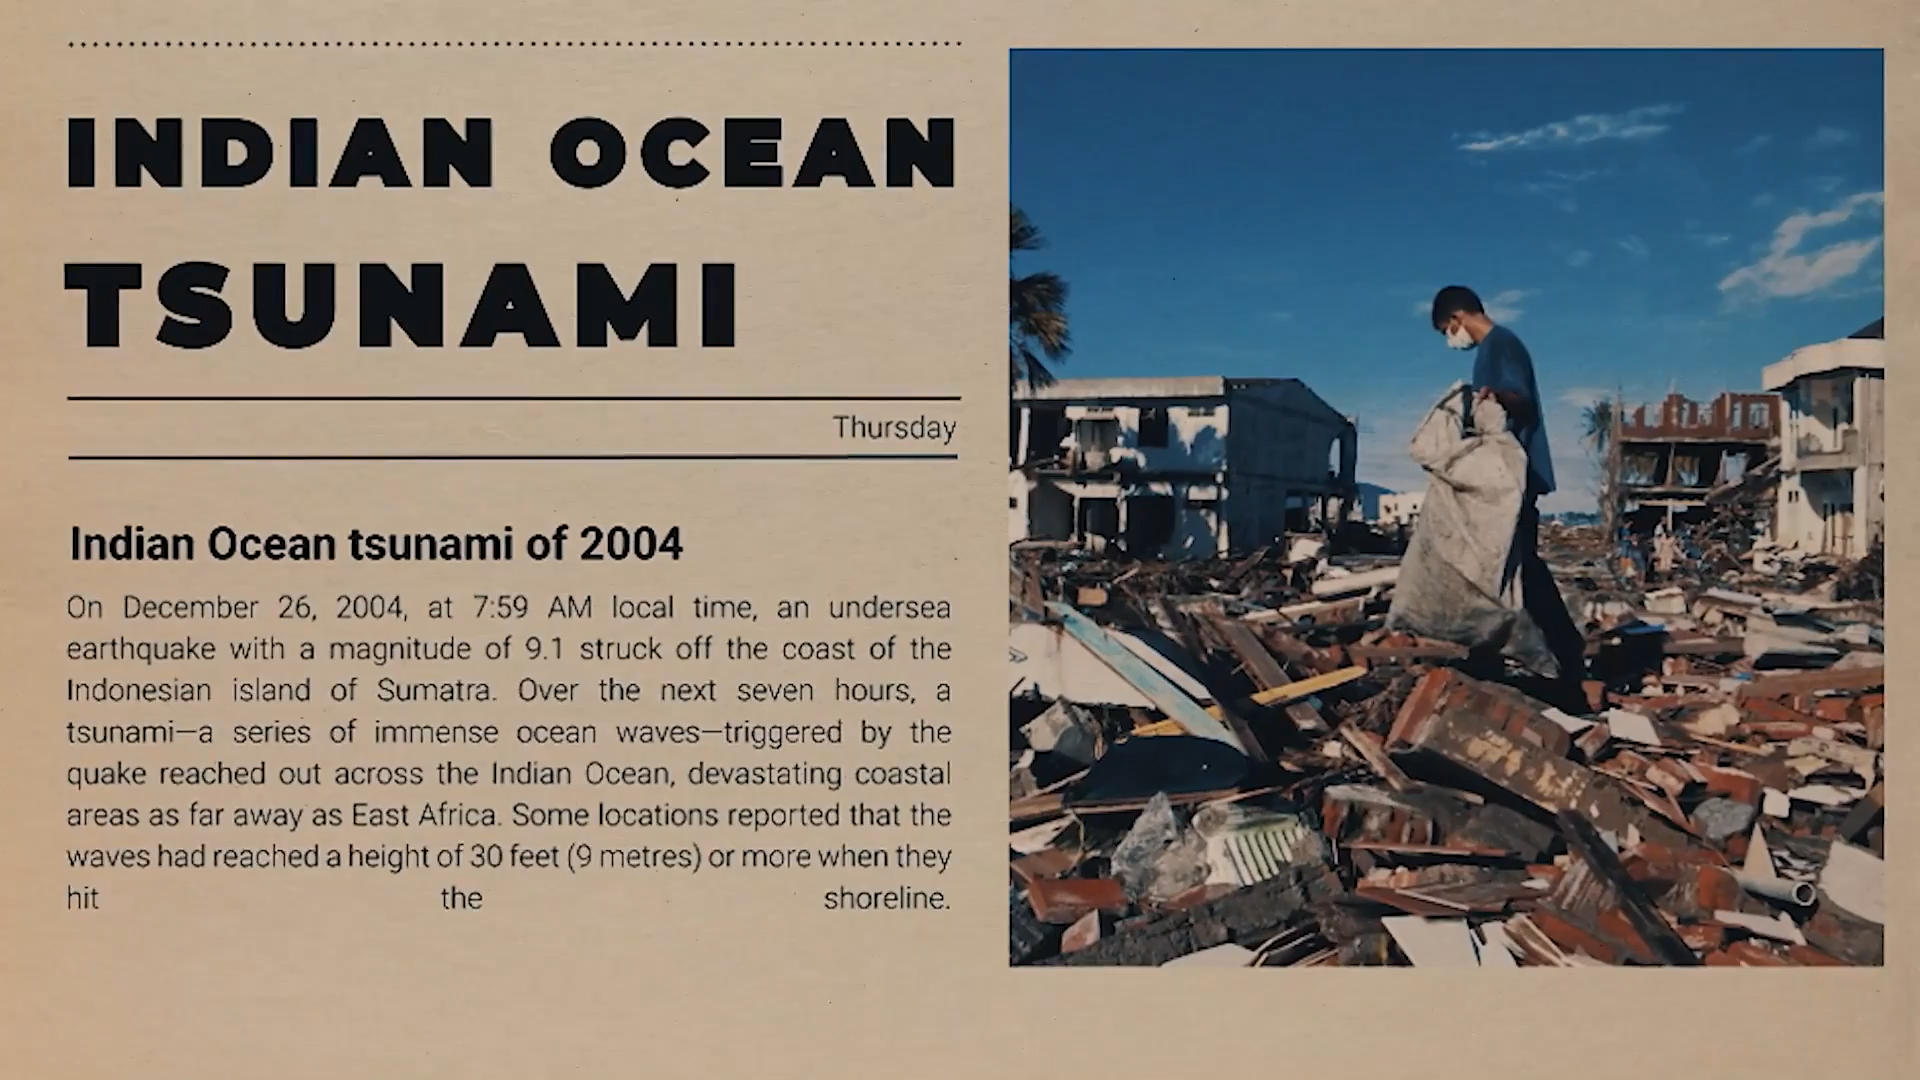 INDIAN OCEAN
TSUNAMI
Thursday
Indian Ocean tsunami of 2004
On December 26, 2004, at 7:59 AM local time, an undersea
earthquake with a magnitude of 9.1 struck off the coast of the
Indonesian island of Sumatra. Over the next seven hours, a
tsunami—a series of immense ocean waves—triggered by the
quake reached out across the Indian Ocean, devastating coastal
areas as far away as East Africa. Some locations reported that the
waves had reached a height of 30 feet (9 metres) or more when they
hit the shoreline.